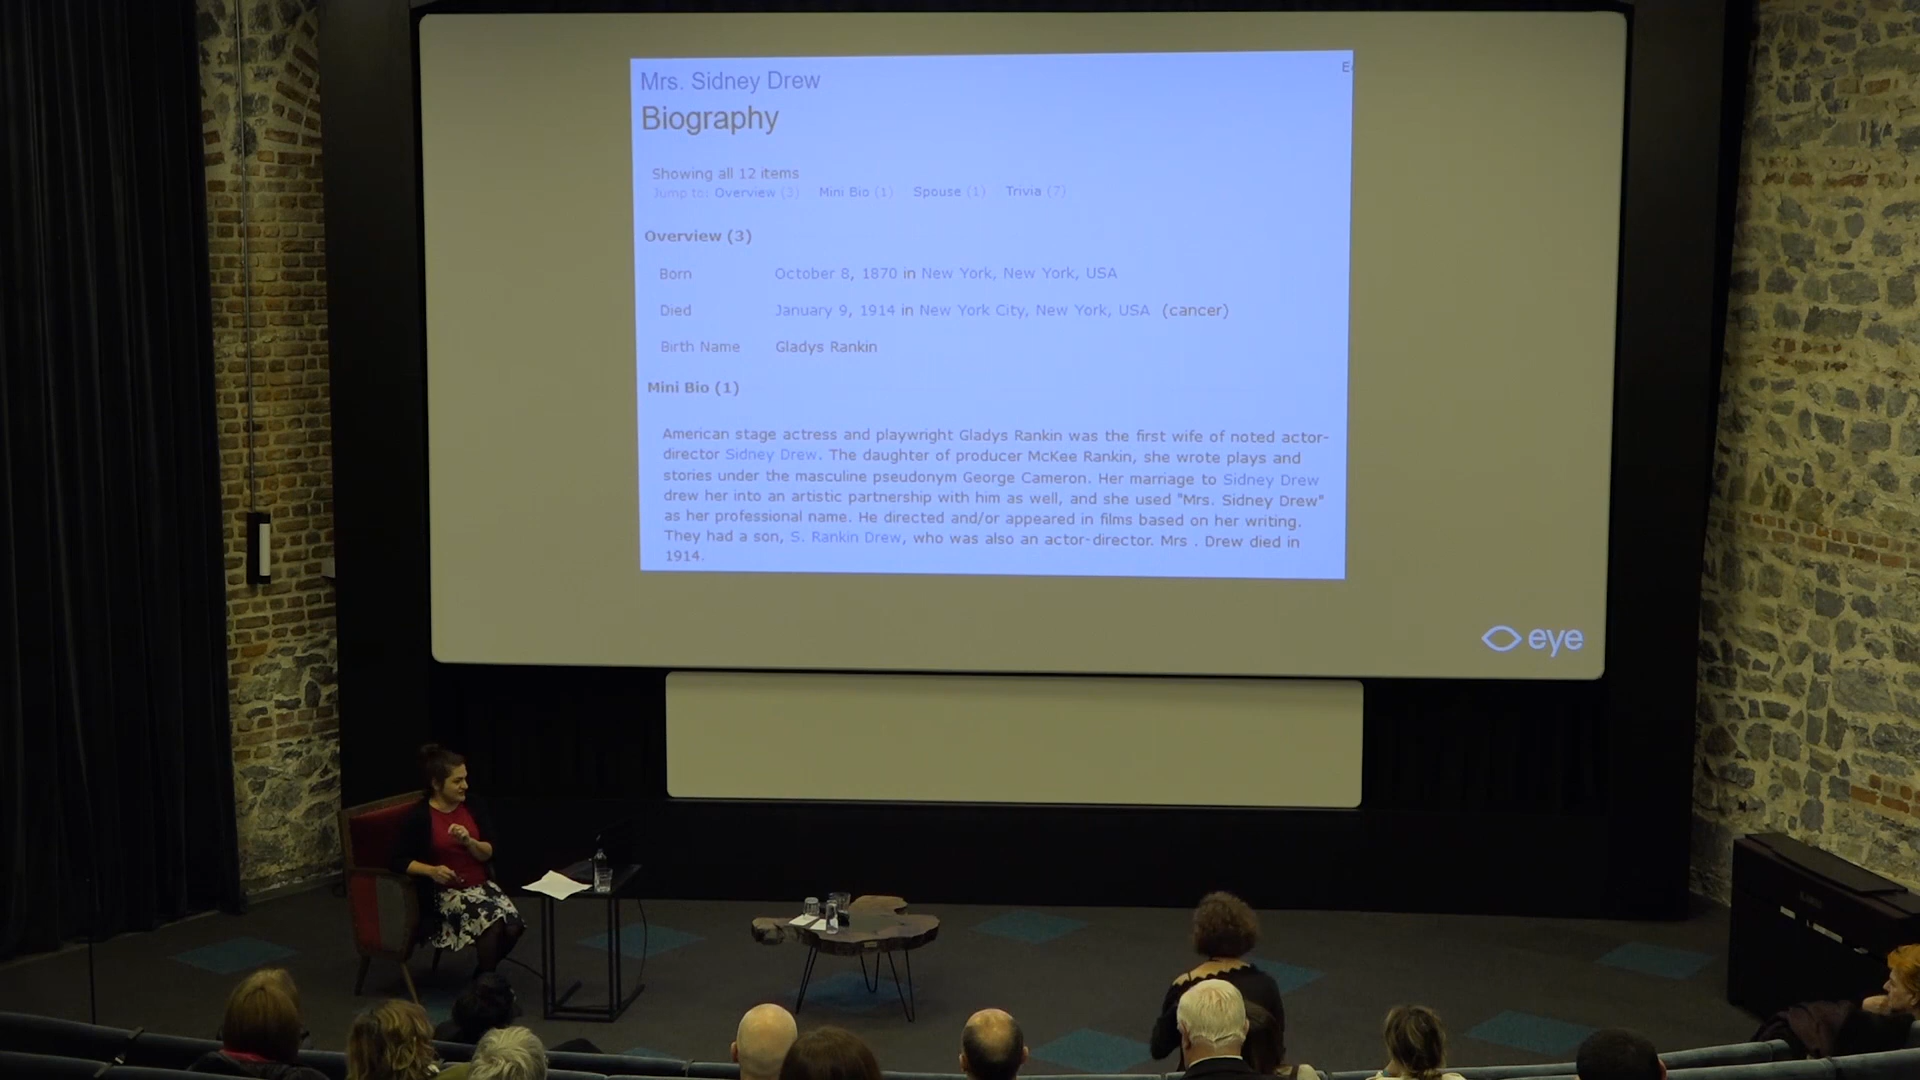 Mrs. Sidney Drew
Biography
Showing all 12 items
Jump to: Overview (3) Mini Bio (1) Spouse (1) Trivia (7)
Overview (3)
Born October 8, 1870 in New York, New York, USA
Died January 9, 1914 in New York City, New York, USA (cancer)
Birth Name Gladys Rankin
Mini Bio (1)
American stage actress and playwright Gladys Rankin was the first wife of noted actor-
director Sidney Drew. The daughter of producer McKee Rankin, she wrote plays and
stories under the masculine pseudonym George Cameron. Her marriage to Sidney Drew
drew her into an artistic partnership with him as well, and she used "Mrs. Sidney Drew"
as her professional name. He directed and/or appeared in films based on her writing.
They had a son, S. Rankin Drew, who was also an actor-director. Mrs . Drew died in
1914.
eye